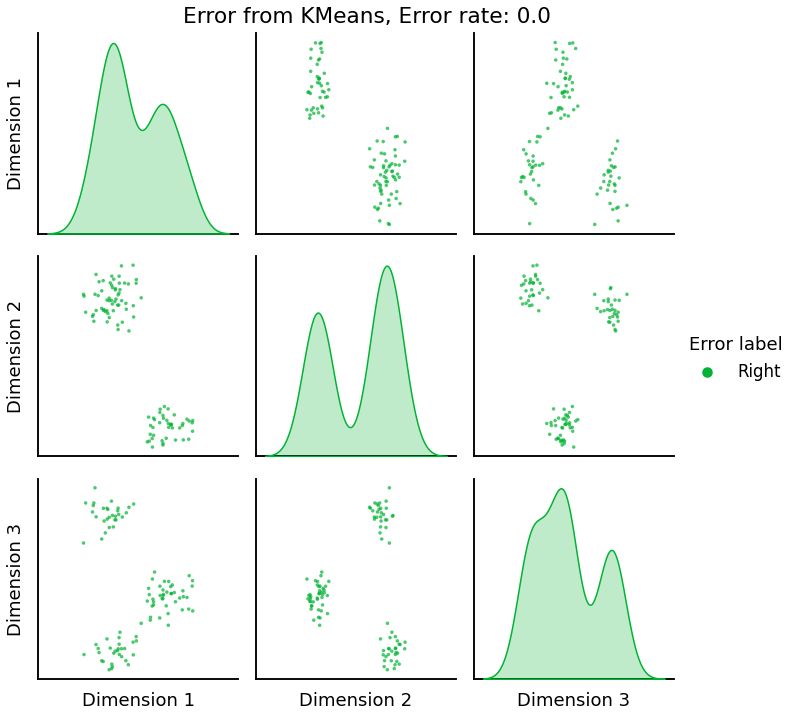 Error from KMeans, Error rate: 0.0
Dimension 1
Dimension 2
Error label
Right
Dimension 3
Dimension 1
Dimension 2
Dimension 3